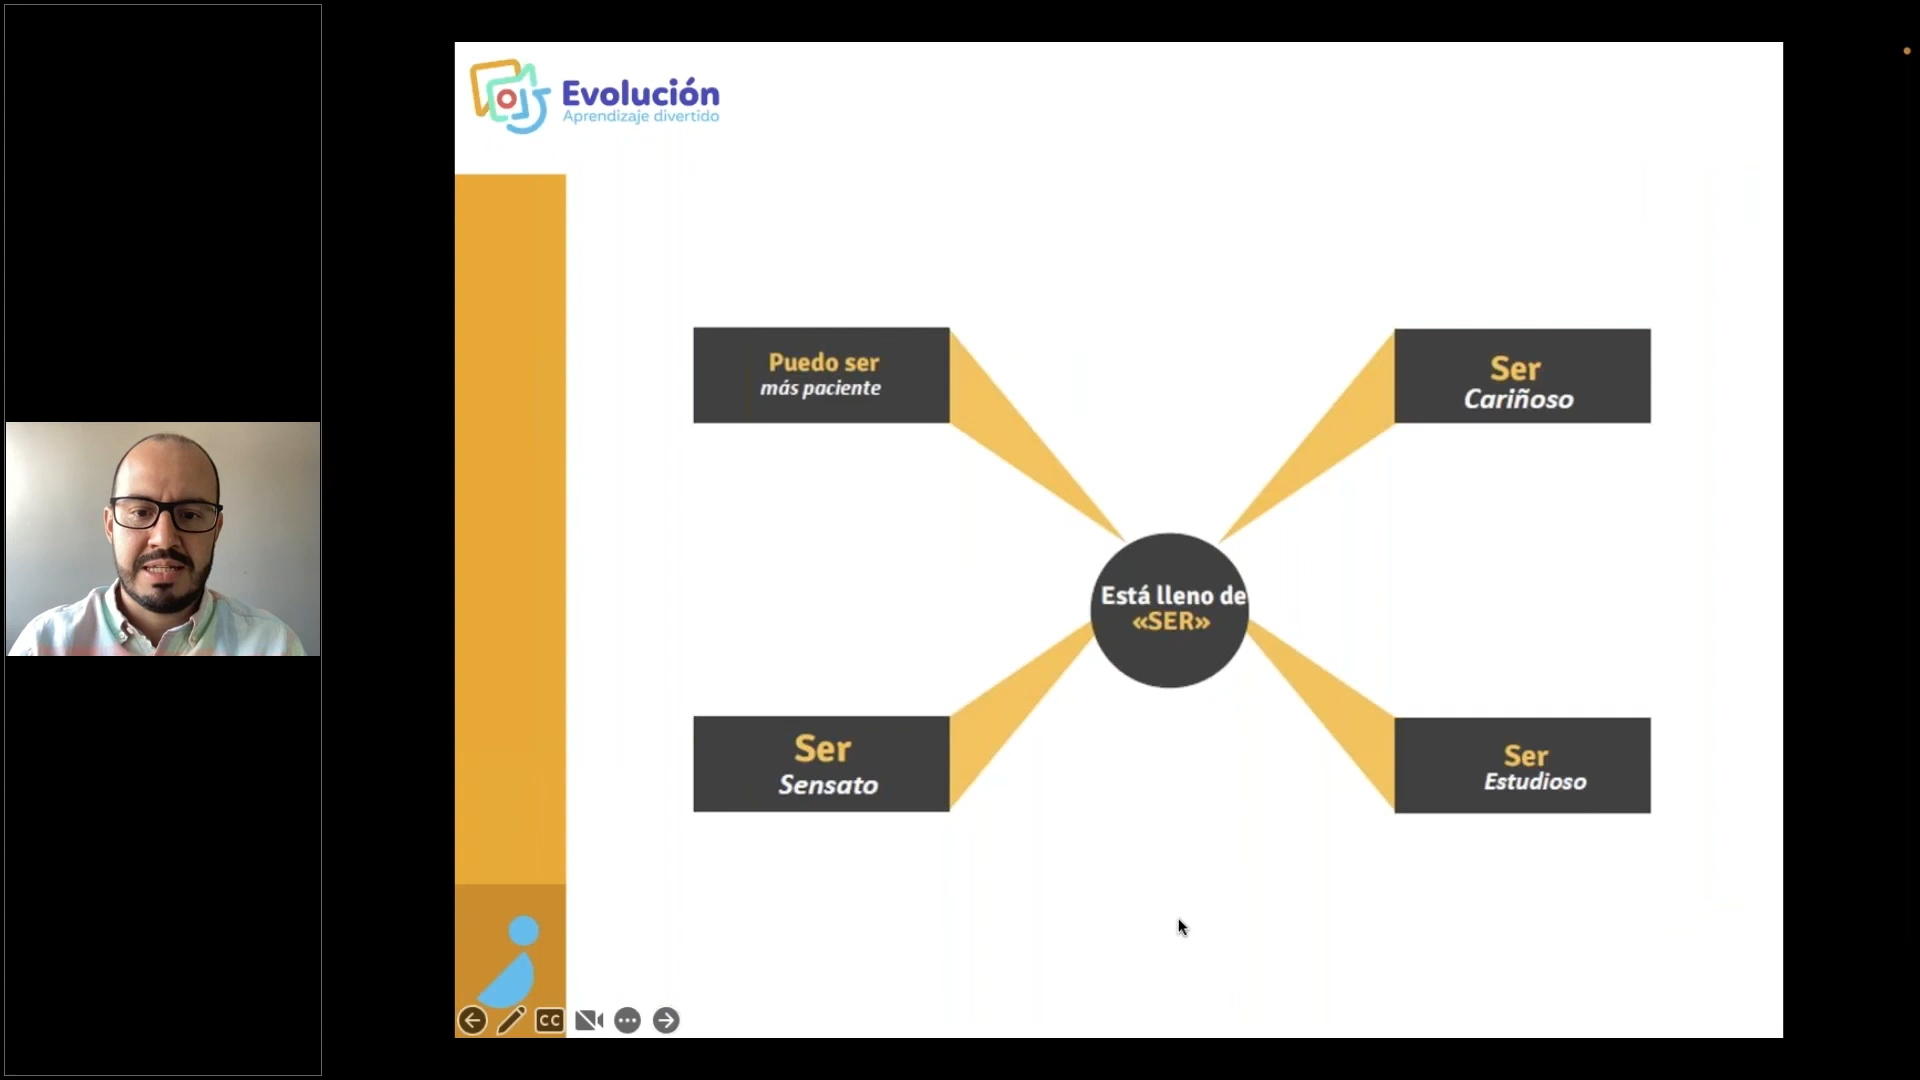 Evolución
Aprendizaje divertido
Puedo ser
más paciente
Ser
Cariñoso
Está lleno de
«SER»
Ser
Sensato
Ser
Estudioso
CC